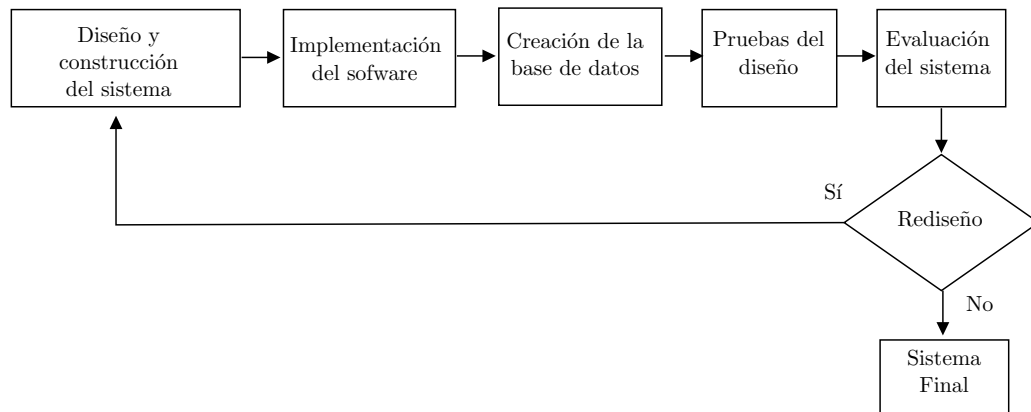 Diseño y
construcción
del sistema
Implementación
del sofware
Creación de la
base de datos
Pruebas del
diseño
Evaluación
del sistema
Sí
Rediseño
No
Sistema
Final